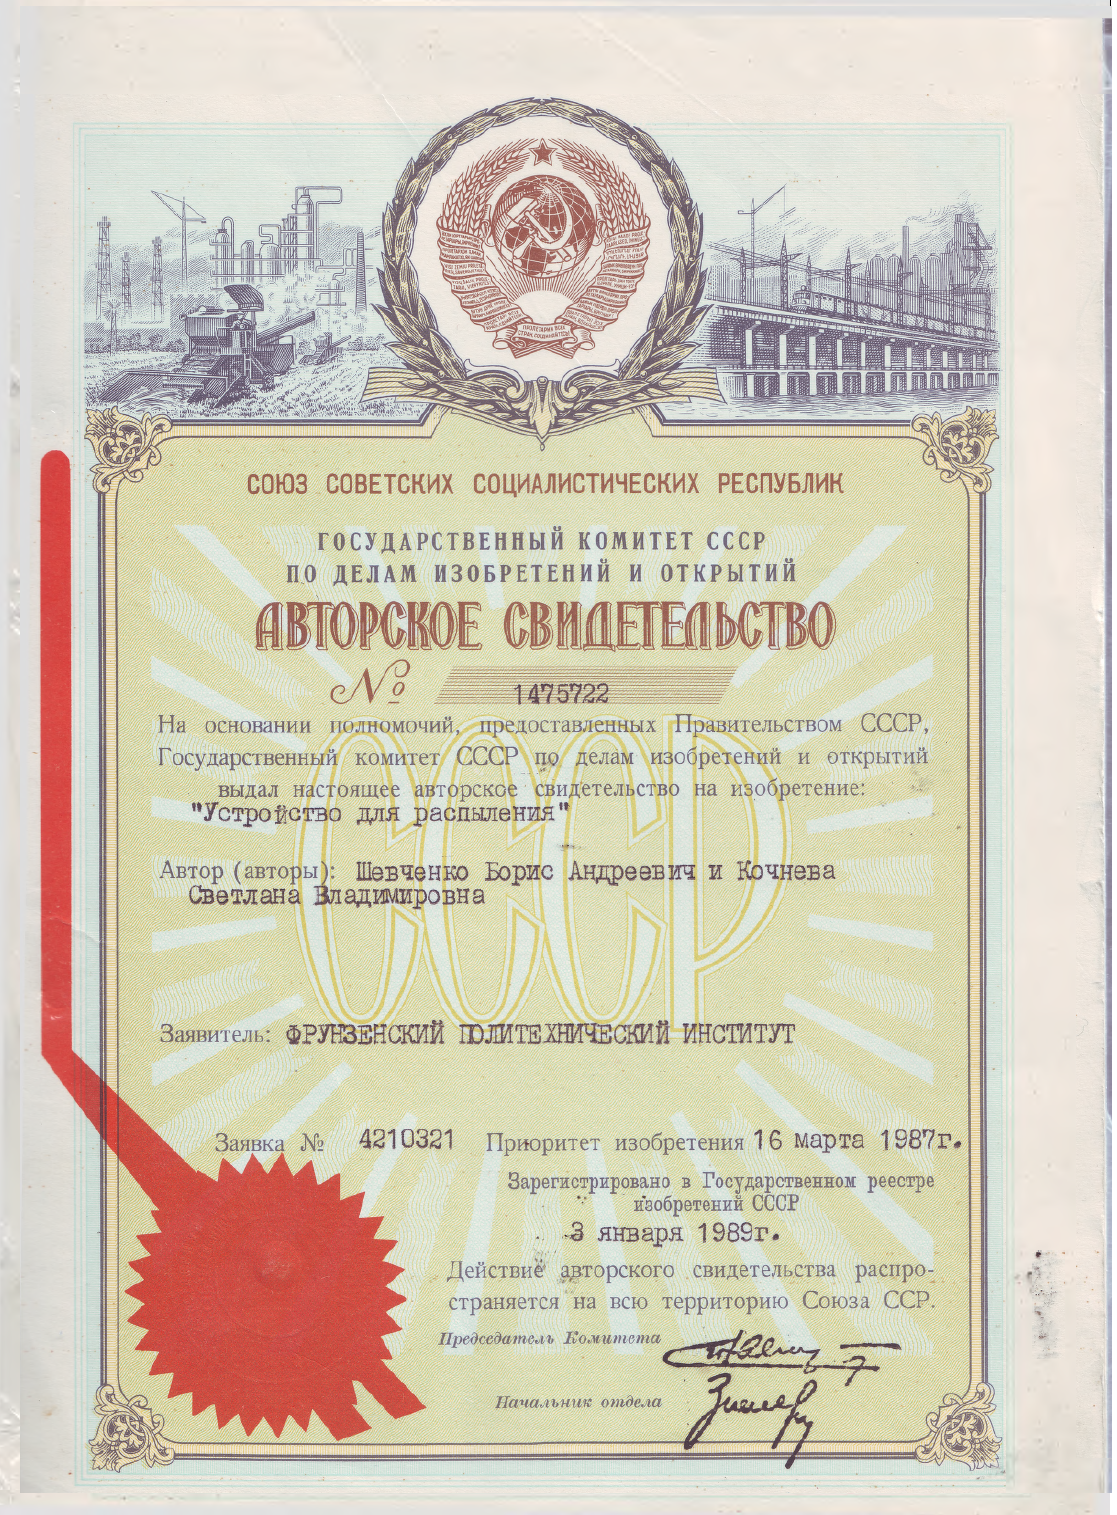 ПРОЛЕТАРИИ ВСЕХ
СТРАН, СОЕДИНЯЙТЕСЬ!
СОЮЗ СОВЕТСКИХ СОЦИАЛИСТИЧЕСКИХ РЕСПУБЛИК
ГОСУДАРСТВЕННЫЙ КОМИТЕТ СССР
ПО ДЕЛАМ ИЗОБРЕТЕНИЙ И ОТКРЫТИЙ
АВТОРСКОЕ СВИДЕТЕЛЬСТВО
№ 1475722
На основании полномочий, предоставленных Правительством СССР,
Государственный комитет СССР по делам изобретений и открытий
выдал настоящее авторское свидетельство на изобретение:
"Устройство для распыления"
Автор (авторы): Шевченко Борис Андреевич и Кочнева
Светлана Владимировна
СССР
Заявитель: ФРУНЗЕНСКИЙ ПОЛИТЕХНИЧЕСКИЙ ИНСТИТУТ
Заявка № 4210321 Приоритет изобретения 16 марта 1987г.
Зарегистрировано в Государственном реестре
изобретений СССР
3 января 1989г.
Действие авторского свидетельства распро-
страняется на всю территорию Союза ССР.
Председатель Комитета
Начальник отдела